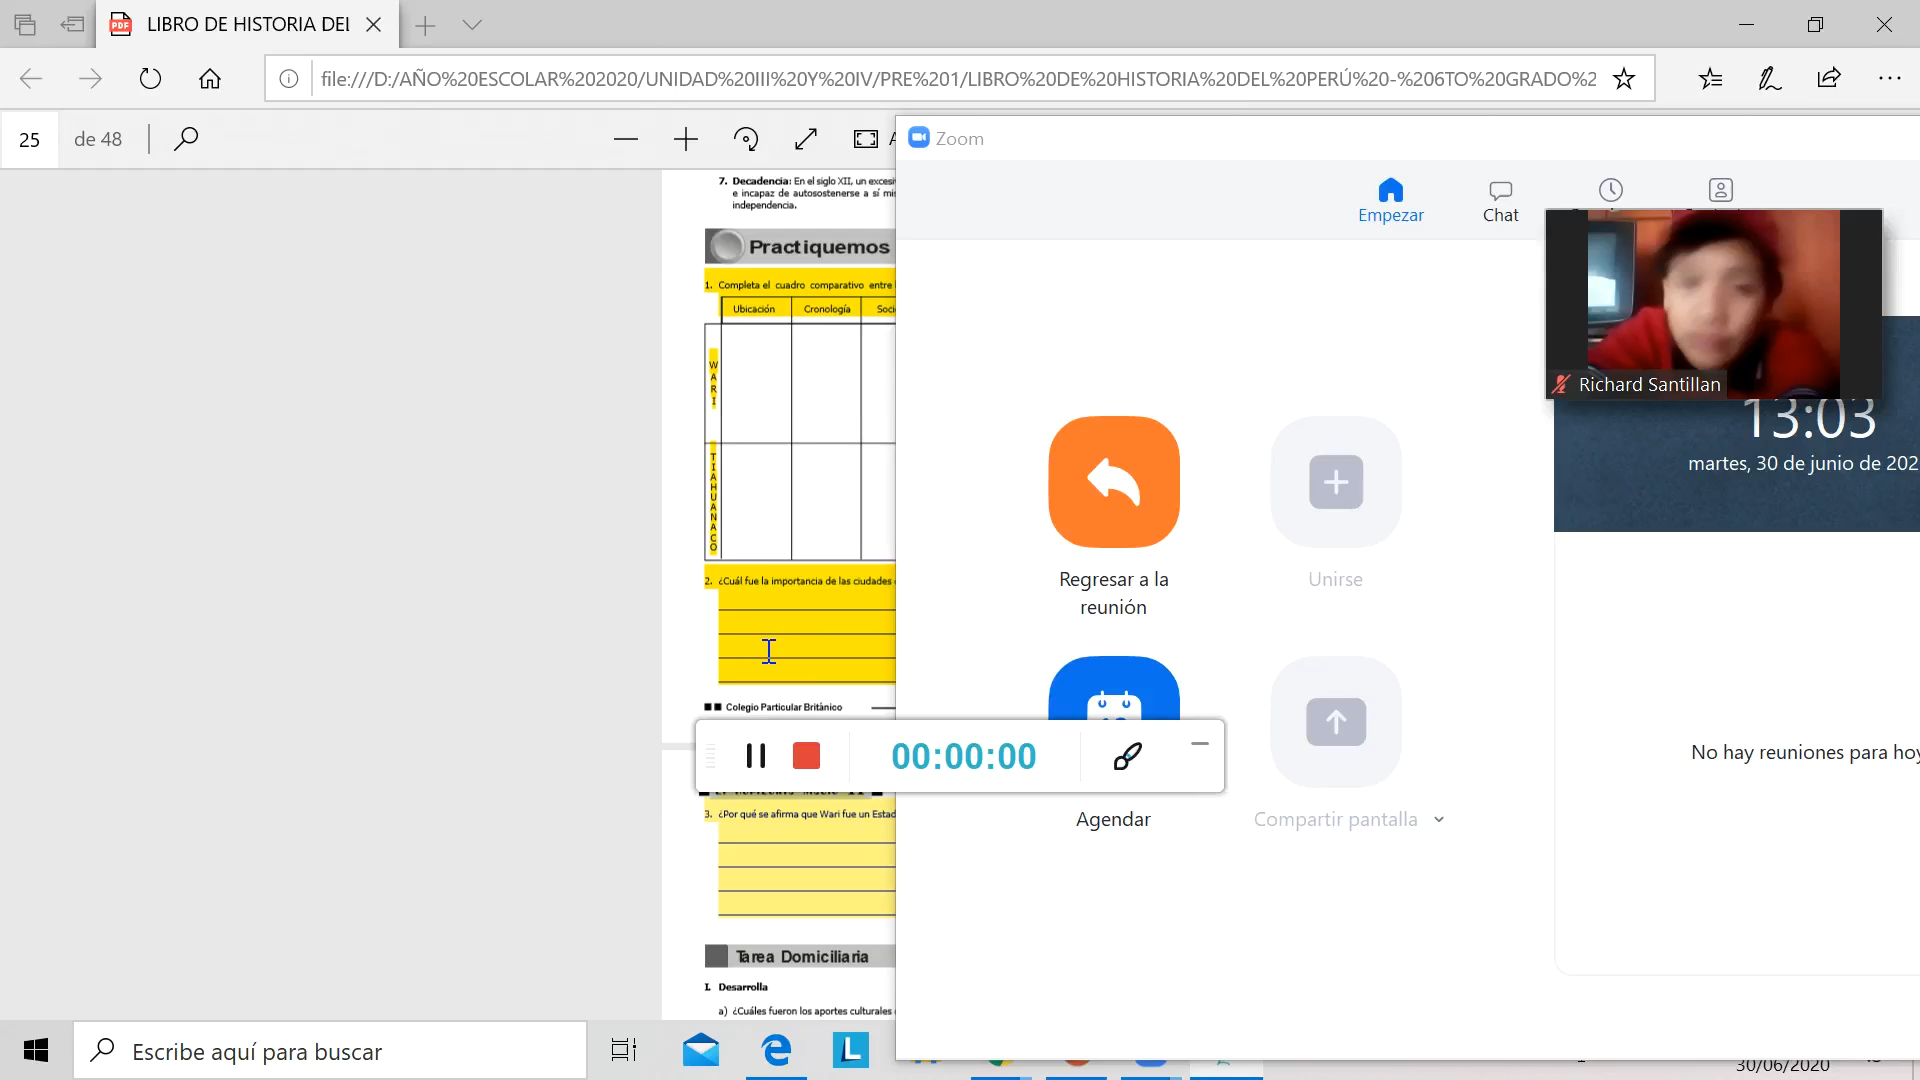 LIBRO DE HISTORIA DEL
file:///D:/AÑO%20ESCOLAR%202020/UNIDAD%20III%20Y%20IV/PRE%201/LIBRO%20DE%20HISTORIA%20DEL%20PERÚ%20-%206TO%20GRADO%2
25 de 48
Zoom
7. Decadencia: En el siglo XII, un
e incapaz de autosostenerse a sí
independencia.
Practiquemos
1. Completa el cuadro comparativo entre
Ubicación Cronología
WARI
TIAHUANACO
2. ¿Cuál fue la importancia de las ciudades
Colegio Particular Británico
3. ¿Por qué se afirma que Wari fue un
Tarea Domiciliaria
I. Desarrolla
a) ¿Cuáles fueron los aportes culturales
Empezar
Chat
Richard Santillan
13:03
martes, 30 de junio de 202
Regresar a la
reunión
Unirse
No hay reuniones para hoy
00:00:00
Agendar
Compartir pantalla
Escribe aquí para buscar
30/06/2020